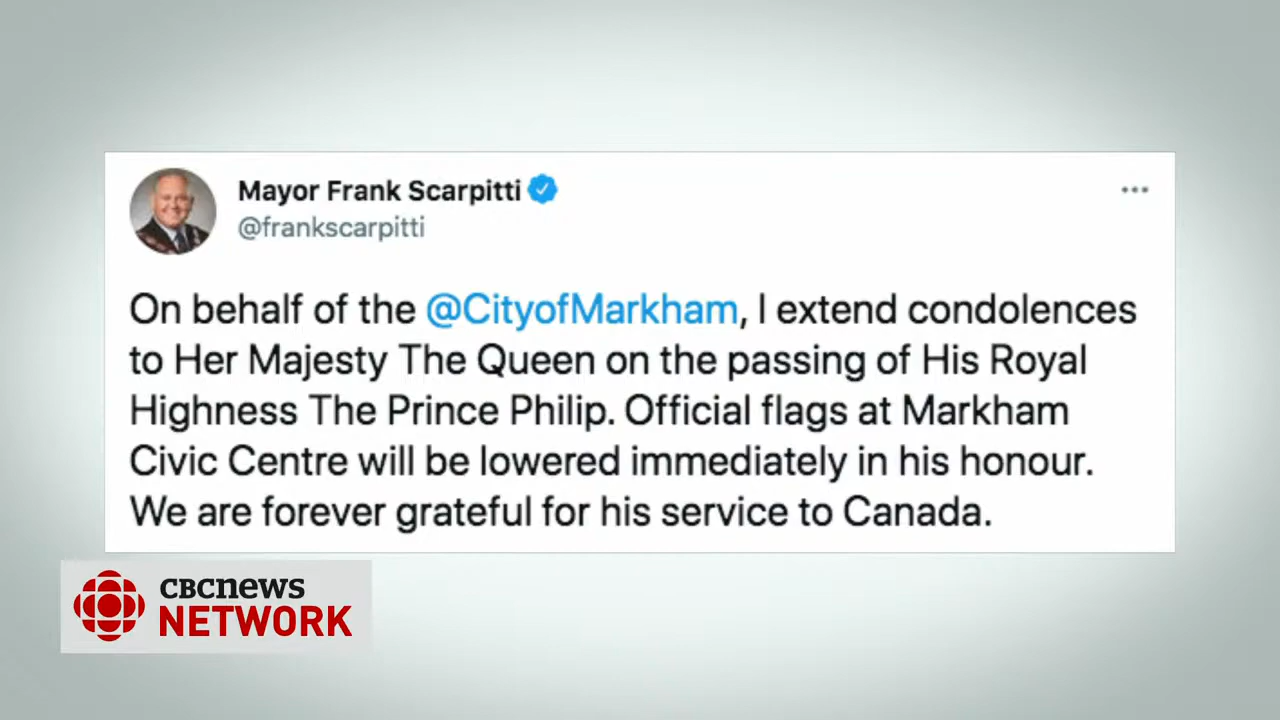 Mayor Frank Scarpitti
@frankscarpitti
On behalf of the @CityofMarkham, I extend condolences
to Her Majesty The Queen on the passing of His Royal
Highness The Prince Philip. Official flags at Markham
Civic Centre will be lowered immediately in his honour.
We are forever grateful for his service to Canada.
CBCnews
NETWORK